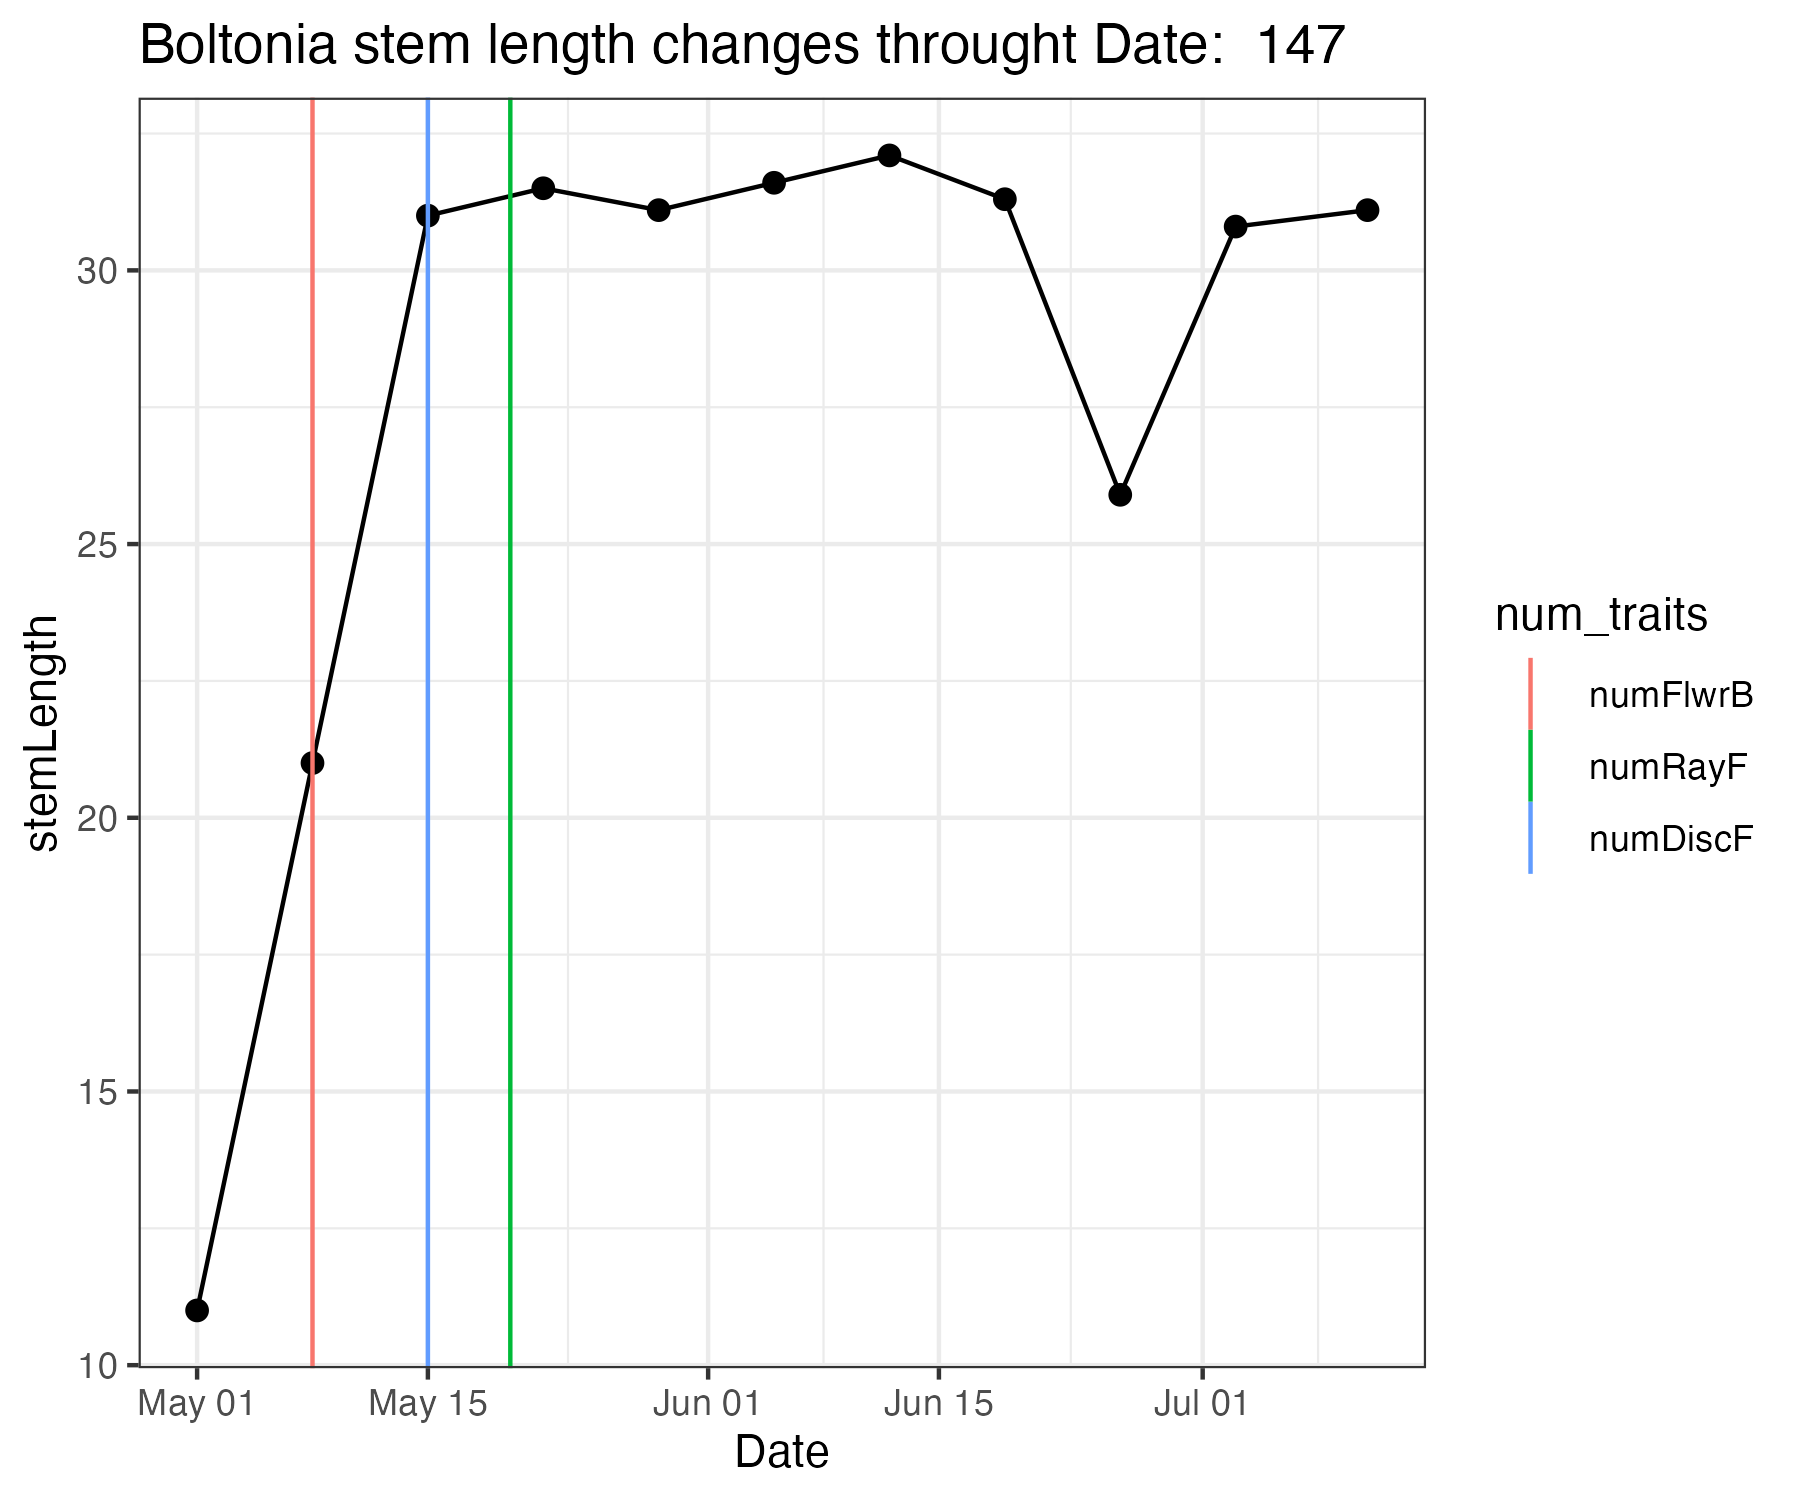 Boltonia stem length changes throught Date:  147
30
25
20
15
10
stemLength
May 01
May 15
Jun 01
Jun 15
Jul 01
Date
num_traits
numFlwrB
numRayF
numDiscF